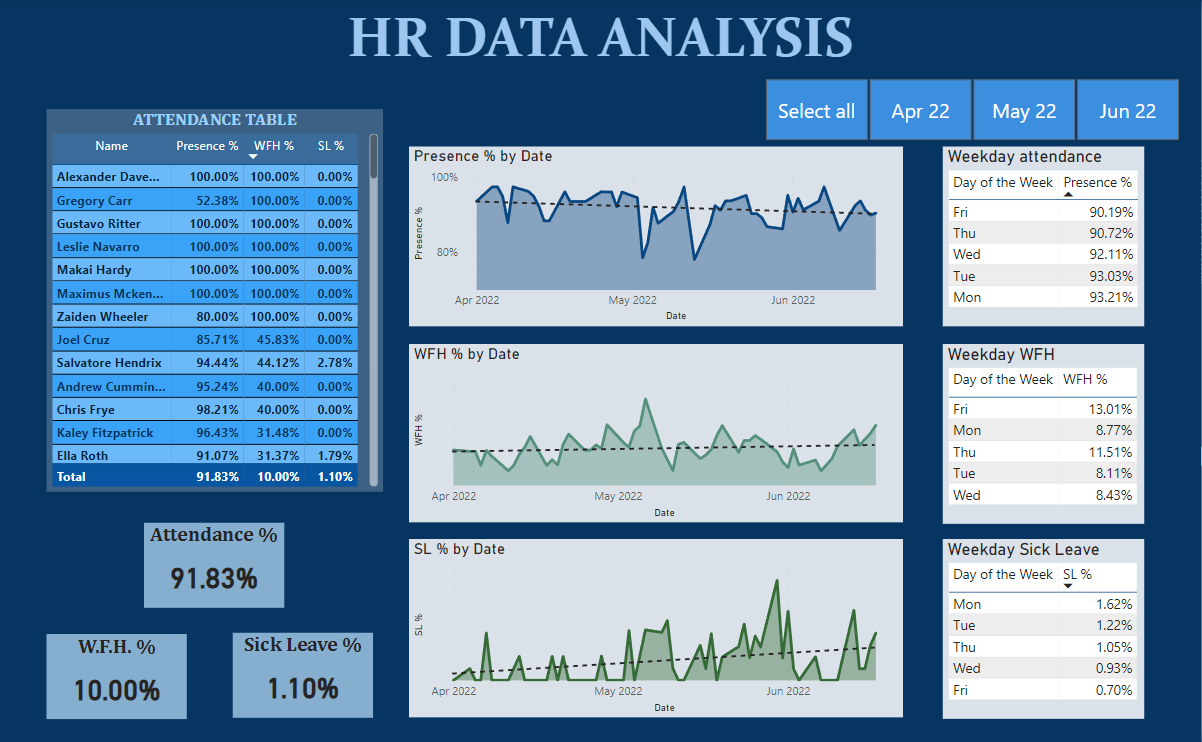 HR DATA ANALYSIS
Select all Apr 22 May 22 Jun 22
ATTENDANCE TABLE
Name Presence % WFH % SL %
Alexander Dave... 100.00% 100.00% 0.00%
Gregory Carr 52.38% 100.00% 0.00%
Gustavo Ritter 100.00% 100.00% 0.00%
Leslie Navarro 100.00% 100.00% 0.00%
Makai Hardy 100.00% 100.00% 0.00%
Maximus Mcken... 100.00% 100.00% 0.00%
Zaiden Wheeler 80.00% 100.00% 0.00%
Joel Cruz 85.71% 45.83% 0.00%
Salvatore Hendrix 94.44% 44.12% 2.78%
Andrew Cummin... 95.24% 40.00% 0.00%
Chris Frye 98.21% 40.00% 0.00%
Kaley Fitzpatrick 96.43% 31.48% 0.00%
Ella Roth 91.07% 31.37% 1.79%
Total 91.83% 10.00% 1.10%
Attendance %
91.83%
W.F.H. %
10.00%
Sick Leave %
1.10%
Presence % by Date
100%
80%
Presence %
Apr 2022 May 2022 Jun 2022
Date
WFH % by Date
WFH %
Apr 2022 May 2022 Jun 2022
Date
SL % by Date
SL %
Apr 2022 May 2022 Jun 2022
Date
Weekday attendance
Day of the Week Presence %
Fri 90.19%
Thu 90.72%
Wed 92.11%
Tue 93.03%
Mon 93.21%
Weekday WFH
Day of the Week WFH %
Fri 13.01%
Mon 8.77%
Thu 11.51%
Tue 8.11%
Wed 8.43%
Weekday Sick Leave
Day of the Week SL %
Mon 1.62%
Tue 1.22%
Thu 1.05%
Wed 0.93%
Fri 0.70%